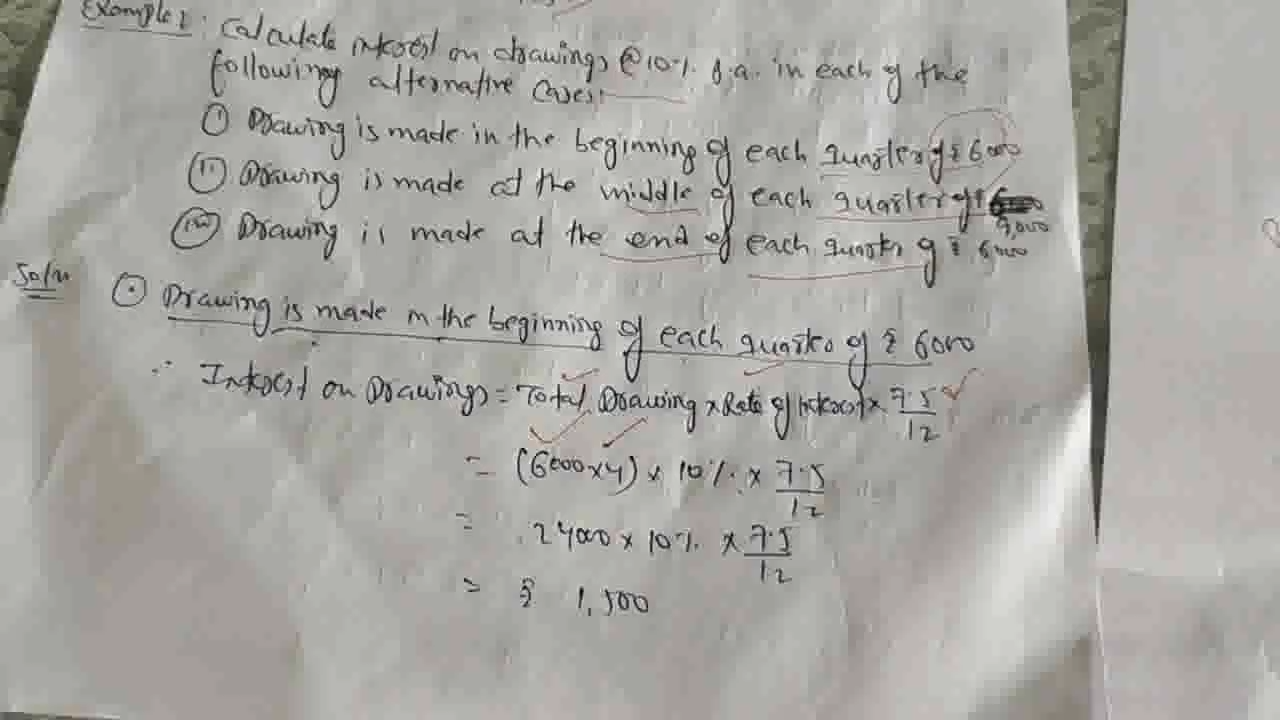 Example: Calculate interest on drawings @ 10% p.a. in each of the
following alternative cases:
(i) Drawing is made in the beginning of each quarter of ₹ 6000
(ii) Drawing is made at the middle of each quarter of ₹
9,000
(iii) Drawing is made at the end of each quarter of ₹ 6000
Soln
(i) Drawing is made in the beginning of each quarter of ₹ 6000
∴ Interest on Drawings = Total Drawing × Rate of interest × 7.5/12
= (6000×4) × 10% × 7.5/12
= 24000 × 10% × 7.5/12
= ₹ 1,500